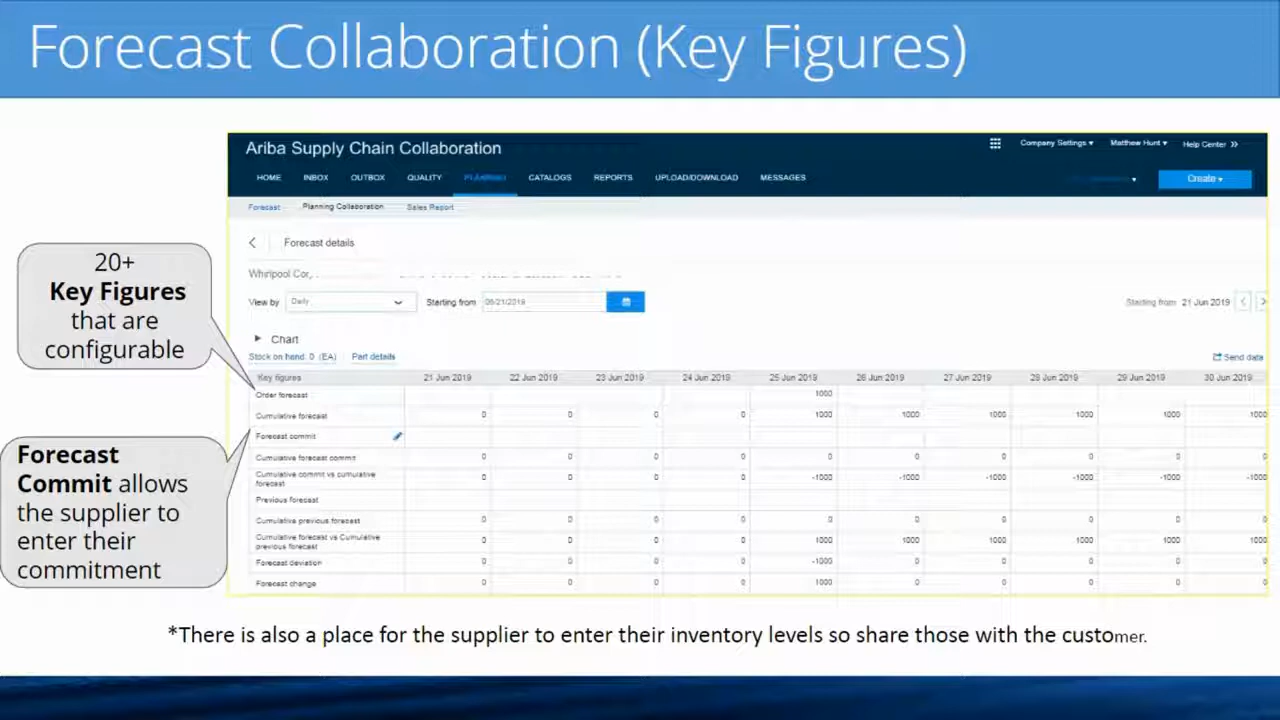 Forecast Collaboration (Key Figures)
Ariba Supply Chain Collaboration
Company Settings Matthew Hunt Help Center
HOME INBOX OUTBOX QUALITY PLANNING CATALOGS REPORTS UPLOAD/DOWNLOAD MESSAGES
Create
Forecast Planning Collaboration Sales Report
Forecast details
Whirlpool Cor,
View by Daily Starting from 06/21/2019 Starting from 21 Jun 2019
Chart
Stock on hand: 0 (EA) Part details Send data
Key figures 21 Jun 2019 22 Jun 2019 23 Jun 2019 24 Jun 2019 25 Jun 2019 26 Jun 2019 27 Jun 2019 28 Jun 2019 29 Jun 2019 30 Jun 2019
Order forecast 1000
Cumulative forecast 0 0 0 0 1000 1000 1000 1000 1000 1000
Forecast commit
Cumulative forecast commit 0 0 0 0 0 0 0 0 0 0
Cumulative commit vs cumulative
forecast 0 0 0 0 -1000 -1000 -1000 -1000 -1000 -1000
Previous forecast
Cumulative previous forecast 0 0 0 0 0 0 0 0 0 0
Cumulative forecast vs Cumulative
previous forecast 0 0 0 0 1000 1000 1000 1000 1000 1000
Forecast deviation 0 0 0 0 -1000 0 0 0 0 0
Forecast change 0 0 0 0 1000 0 0 0 0 0
20+
Key Figures
that are
configurable
Forecast
Commit allows
the supplier to
enter their
commitment
*There is also a place for the supplier to enter their inventory levels so share those with the customer.